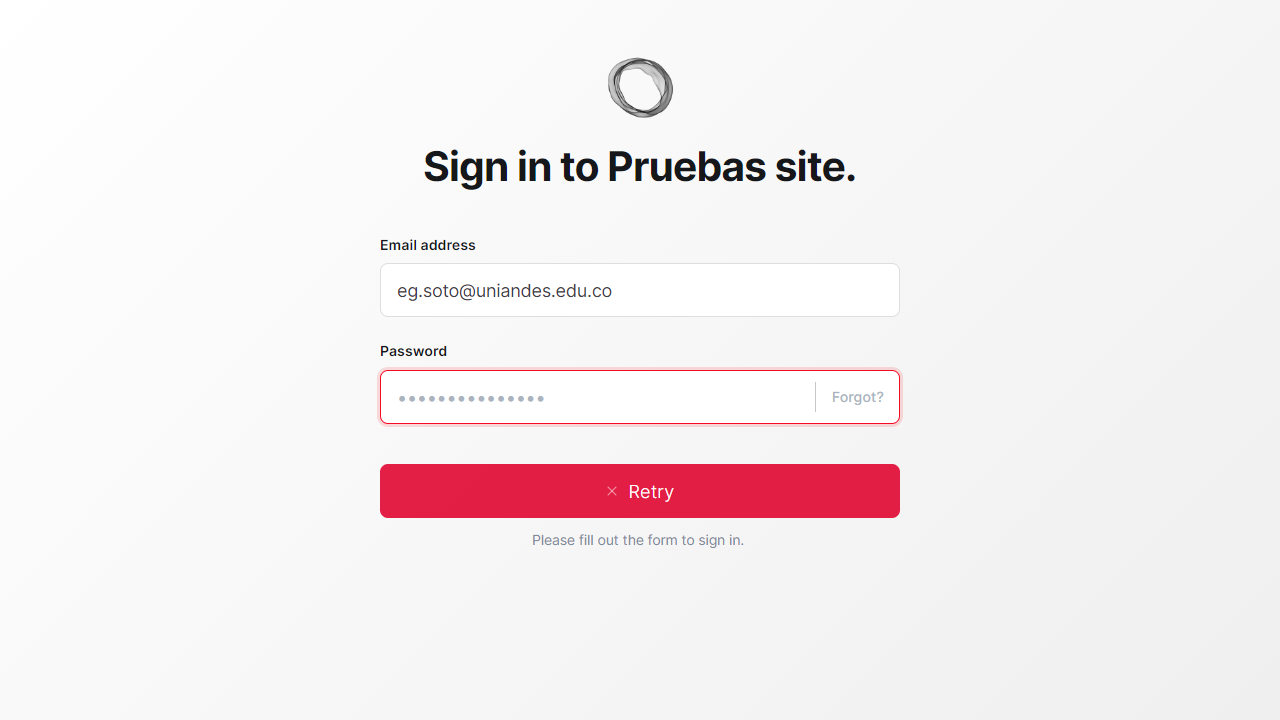 Sign in to Pruebas site.
Email address
eg.soto@uniandes.edu.co
Password
•••••••••••••••
Forgot?
× Retry
Please fill out the form to sign in.